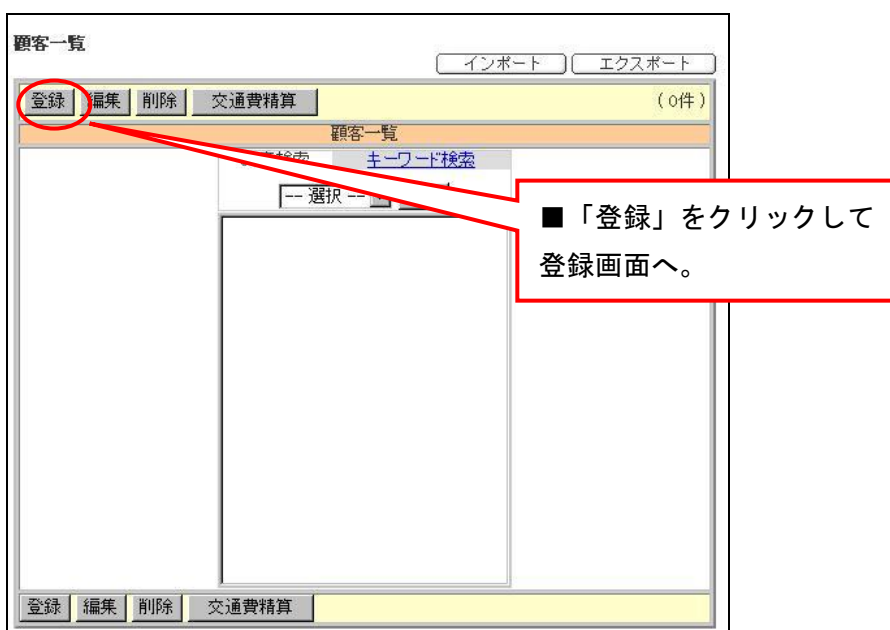 顧客一覧
インポート エクスポート
登録 編集 削除 交通費精算 (0件)
顧客一覧
検索 キーワード検索
-- 選択 --
■「登録」をクリックして
登録画面へ。
登録 編集 削除 交通費精算